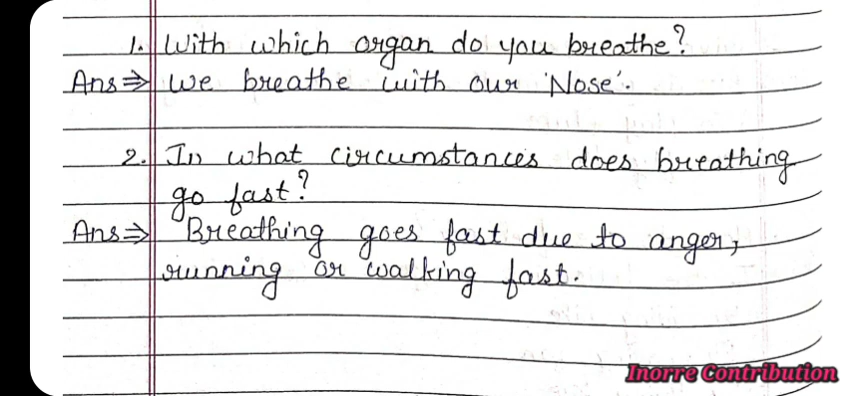 1. With which organ do you breathe?
Ans⇒ We breathe with our 'Nose'.
2. In what circumstances does breathing
go fast?
Ans⇒ Breathing goes fast due to anger,
running or walking fast.
Inorre Contribution